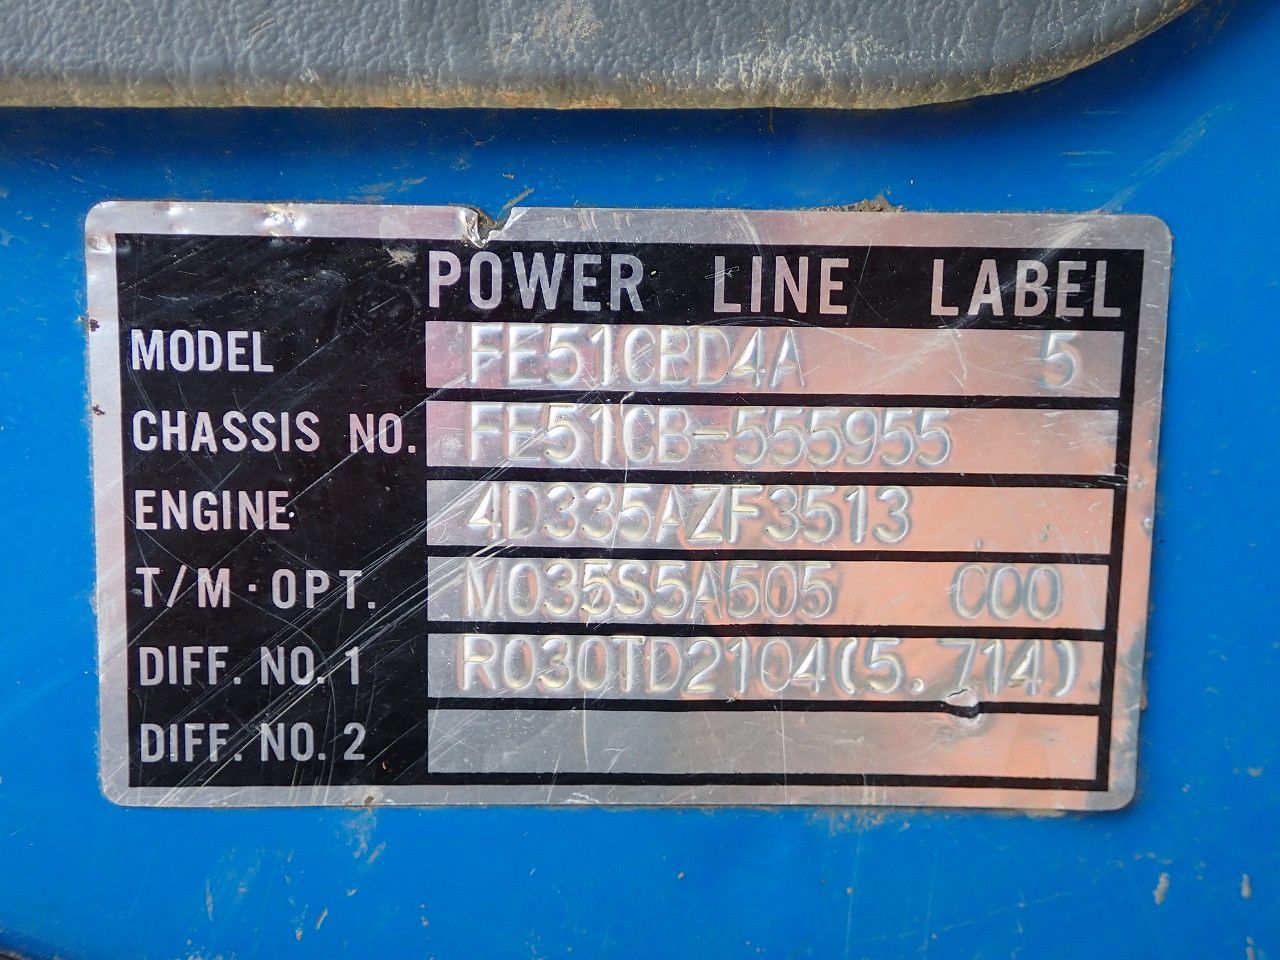 POWER LINE LABEL
MODEL FE51CBD4A 5
CHASSIS NO. FE51CB-555955
ENGINE 4D335AZF3513
T/M·OPT. M035S5A505 C00
DIFF. NO. 1 R030TD2104(5.714)
DIFF. NO. 2